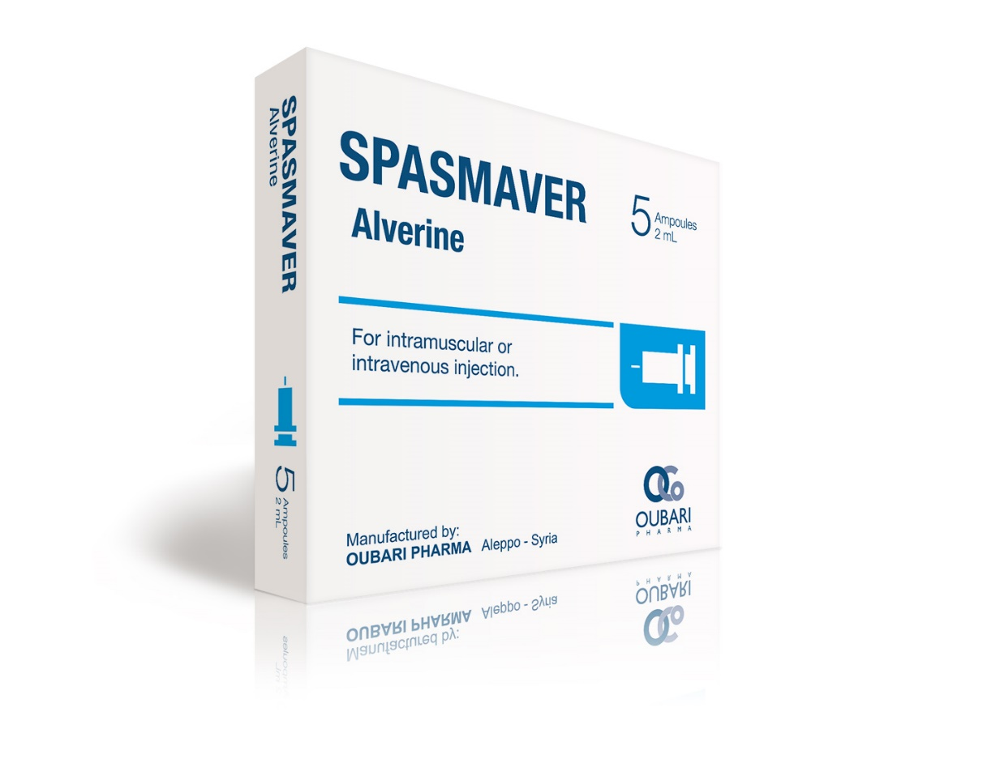 SPASMAVER
Alverine
5 Ampoules
2 mL
SPASMAVER
Alverine
5 Ampoules
2 mL
For intramuscular or
intravenous injection.
OCo
OUBARI
PHARMA
Manufactured by:
OUBARI PHARMA Aleppo - Syria